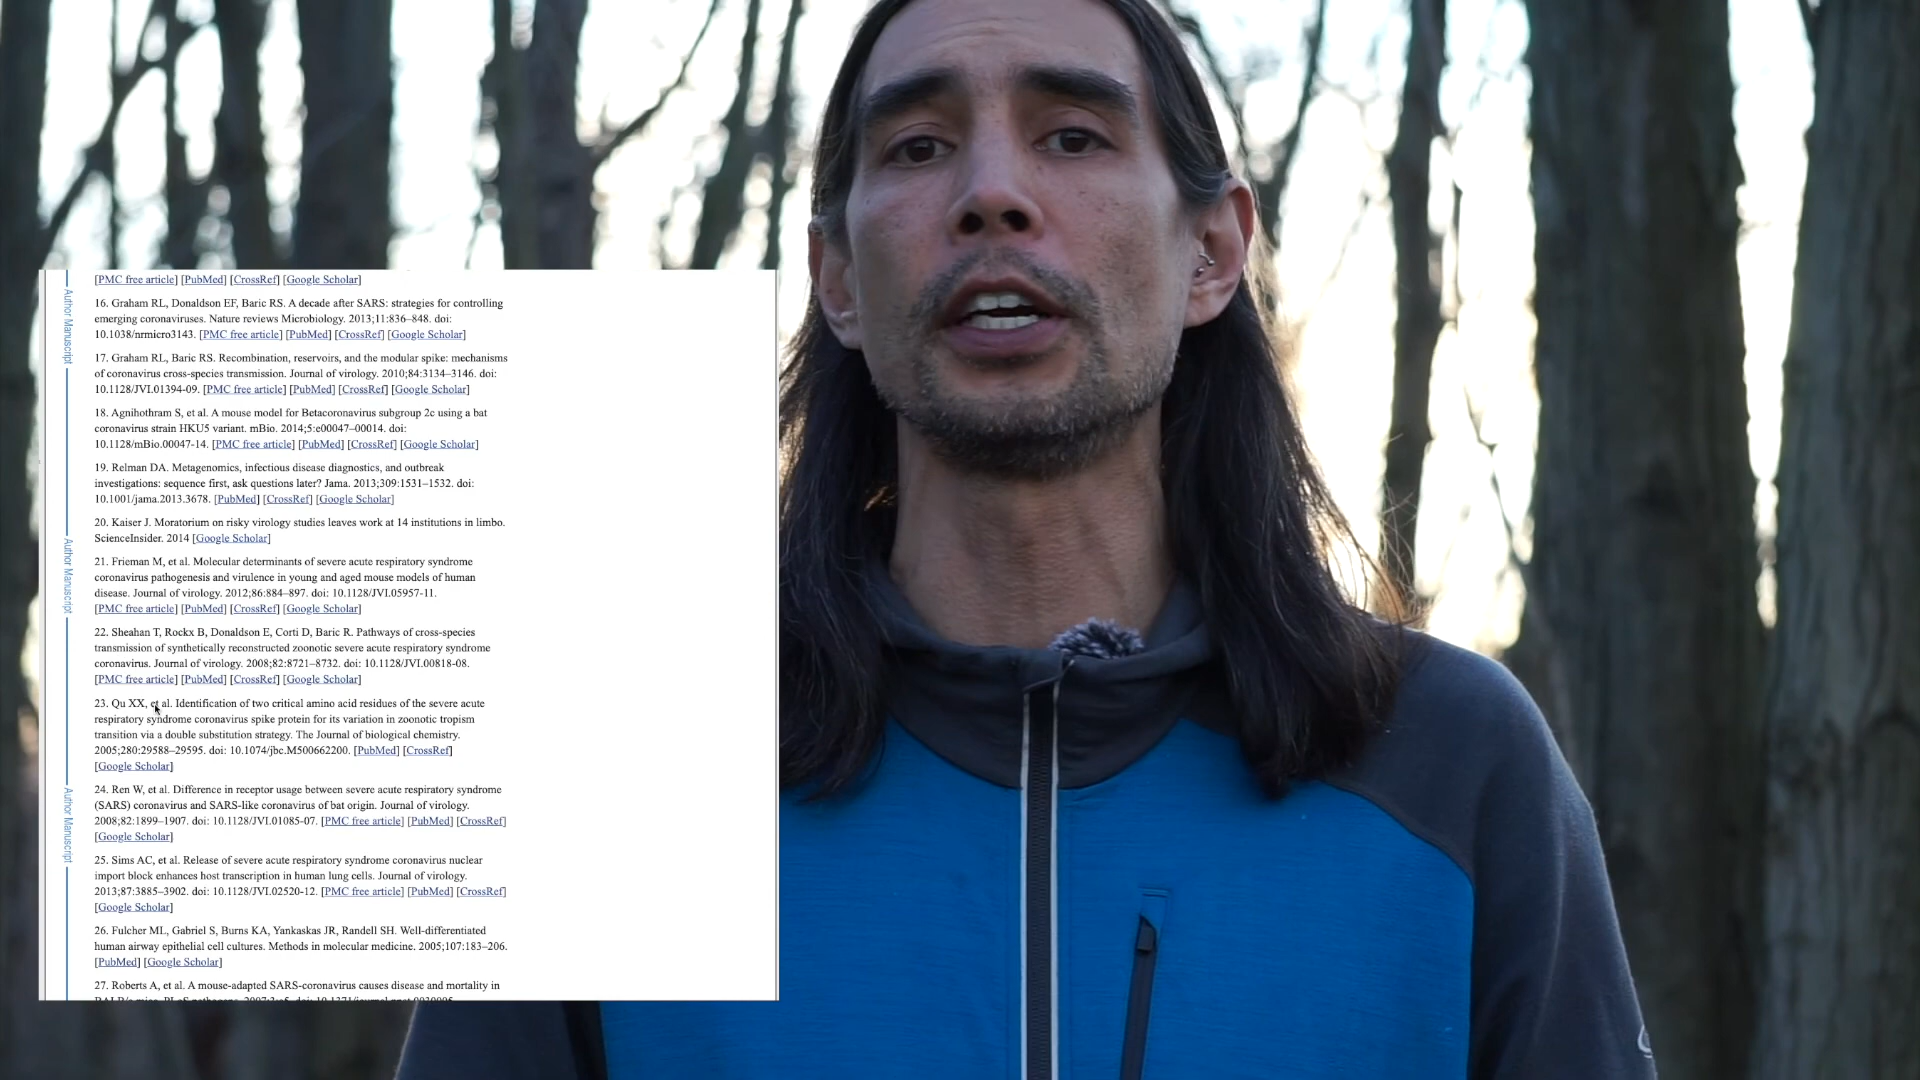 [PMC free article] [PubMed] [CrossRef] [Google Scholar]
16. Graham RL, Donaldson EF, Baric RS. A decade after SARS: strategies for controlling
emerging coronaviruses. Nature reviews Microbiology. 2013;11:836–848. doi:
10.1038/nrmicro3143. [PMC free article] [PubMed] [CrossRef] [Google Scholar]
17. Graham RL, Baric RS. Recombination, reservoirs, and the modular spike: mechanisms
of coronavirus cross-species transmission. Journal of virology. 2010;84:3134–3146. doi:
10.1128/JVI.01394-09. [PMC free article] [PubMed] [CrossRef] [Google Scholar]
18. Agnihothram S, et al. A mouse model for Betacoronavirus subgroup 2c using a bat
coronavirus strain HKU5 variant. mBio. 2014;5:e00047–00014. doi:
10.1128/mBio.00047-14. [PMC free article] [PubMed] [CrossRef] [Google Scholar]
19. Relman DA. Metagenomics, infectious disease diagnostics, and outbreak
investigations: sequence first, ask questions later? Jama. 2013;309:1531–1532. doi:
10.1001/jama.2013.3678. [PubMed] [CrossRef] [Google Scholar]
20. Kaiser J. Moratorium on risky virology studies leaves work at 14 institutions in limbo.
ScienceInsider. 2014 [Google Scholar]
21. Frieman M, et al. Molecular determinants of severe acute respiratory syndrome
coronavirus pathogenesis and virulence in young and aged mouse models of human
disease. Journal of virology. 2012;86:884–897. doi: 10.1128/JVI.05957-11.
[PMC free article] [PubMed] [CrossRef] [Google Scholar]
22. Sheahan T, Rockx B, Donaldson E, Corti D, Baric R. Pathways of cross-species
transmission of synthetically reconstructed zoonotic severe acute respiratory syndrome
coronavirus. Journal of virology. 2008;82:8721–8732. doi: 10.1128/JVI.00818-08.
[PMC free article] [PubMed] [CrossRef] [Google Scholar]
23. Qu XX, et al. Identification of two critical amino acid residues of the severe acute
respiratory syndrome coronavirus spike protein for its variation in zoonotic tropism
transition via a double substitution strategy. The Journal of biological chemistry.
2005;280:29588–29595. doi: 10.1074/jbc.M500662200. [PubMed] [CrossRef]
[Google Scholar]
24. Ren W, et al. Difference in receptor usage between severe acute respiratory syndrome
(SARS) coronavirus and SARS-like coronavirus of bat origin. Journal of virology.
2008;82:1899–1907. doi: 10.1128/JVI.01085-07. [PMC free article] [PubMed] [CrossRef]
[Google Scholar]
25. Sims AC, et al. Release of severe acute respiratory syndrome coronavirus nuclear
import block enhances host transcription in human lung cells. Journal of virology.
2013;87:3885–3902. doi: 10.1128/JVI.02520-12. [PMC free article] [PubMed] [CrossRef]
[Google Scholar]
26. Fulcher ML, Gabriel S, Burns KA, Yankaskas JR, Randell SH. Well-differentiated
human airway epithelial cell cultures. Methods in molecular medicine. 2005;107:183–206.
[PubMed] [Google Scholar]
27. Roberts A, et al. A mouse-adapted SARS-coronavirus causes disease and mortality in
Author Manuscript
Author Manuscript
Author Manuscript